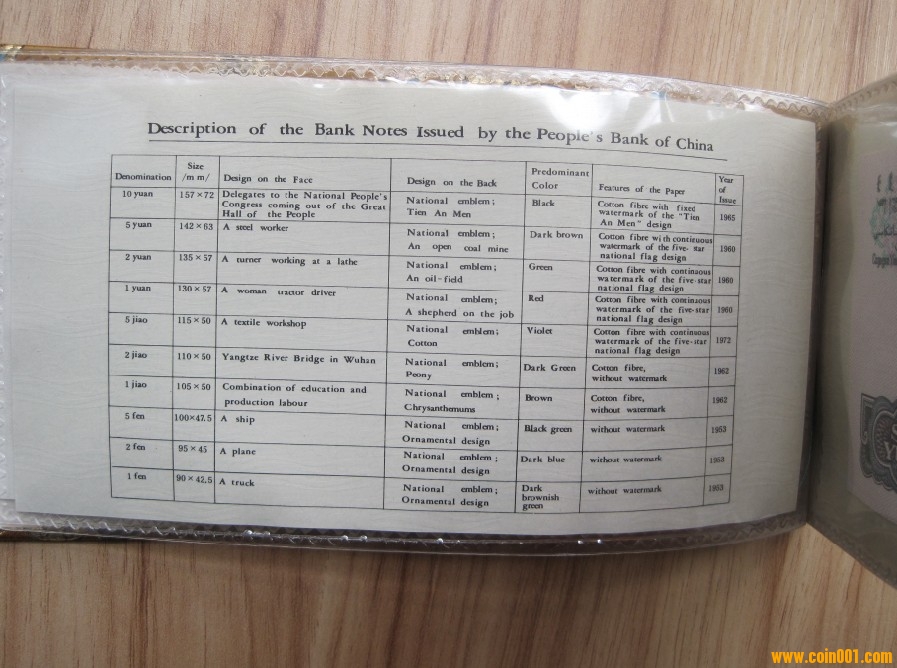 Description of the Bank Notes Issued by the People's Bank of China
Denomination Size /m m/ Design on the Face Design on the Back Predominant Color Features of the Paper Year of Issue
10 yuan 157×72 Delegates to the National People's Congress coming out of the Great Hall of the People National emblem; Tien An Men Black Cotton fibre with fixed watermark of the "Tien An Men" design 1965
5 yuan 142×63 A steel worker National emblem; An open coal mine Dark brown Cotton fibre with continuous watermark of the five-star national flag design 1960
2 yuan 135×57 A turner working at a lathe National emblem; An oil-field Green Cotton fibre with continuous watermark of the five-star national flag design 1960
1 yuan 130×57 A woman tractor driver National emblem; A shepherd on the job Red Cotton fibre with continuous watermark of the five-star national flag design 1960
5 jiao 115×50 A textile workshop National emblem; Cotton Violet Cotton fibre with continuous watermark of the five-star national flag design 1972
2 jiao 110×50 Yangtze River Bridge in Wuhan National emblem; Peony Dark Green Cotton fibre, without watermark 1962
1 jiao 105×50 Combination of education and production labour National emblem; Chrysanthemums Brown Cotton fibre, without watermark 1962
5 fen 100×47.5 A ship National emblem; Ornamental design Black green without watermark 1953
2 fen 95×45 A plane National emblem; Ornamental design Dark blue without watermark 1953
1 fen 90×42.5 A truck National emblem; Ornamental design Dark brownish green without watermark 1953
www.coin001.com